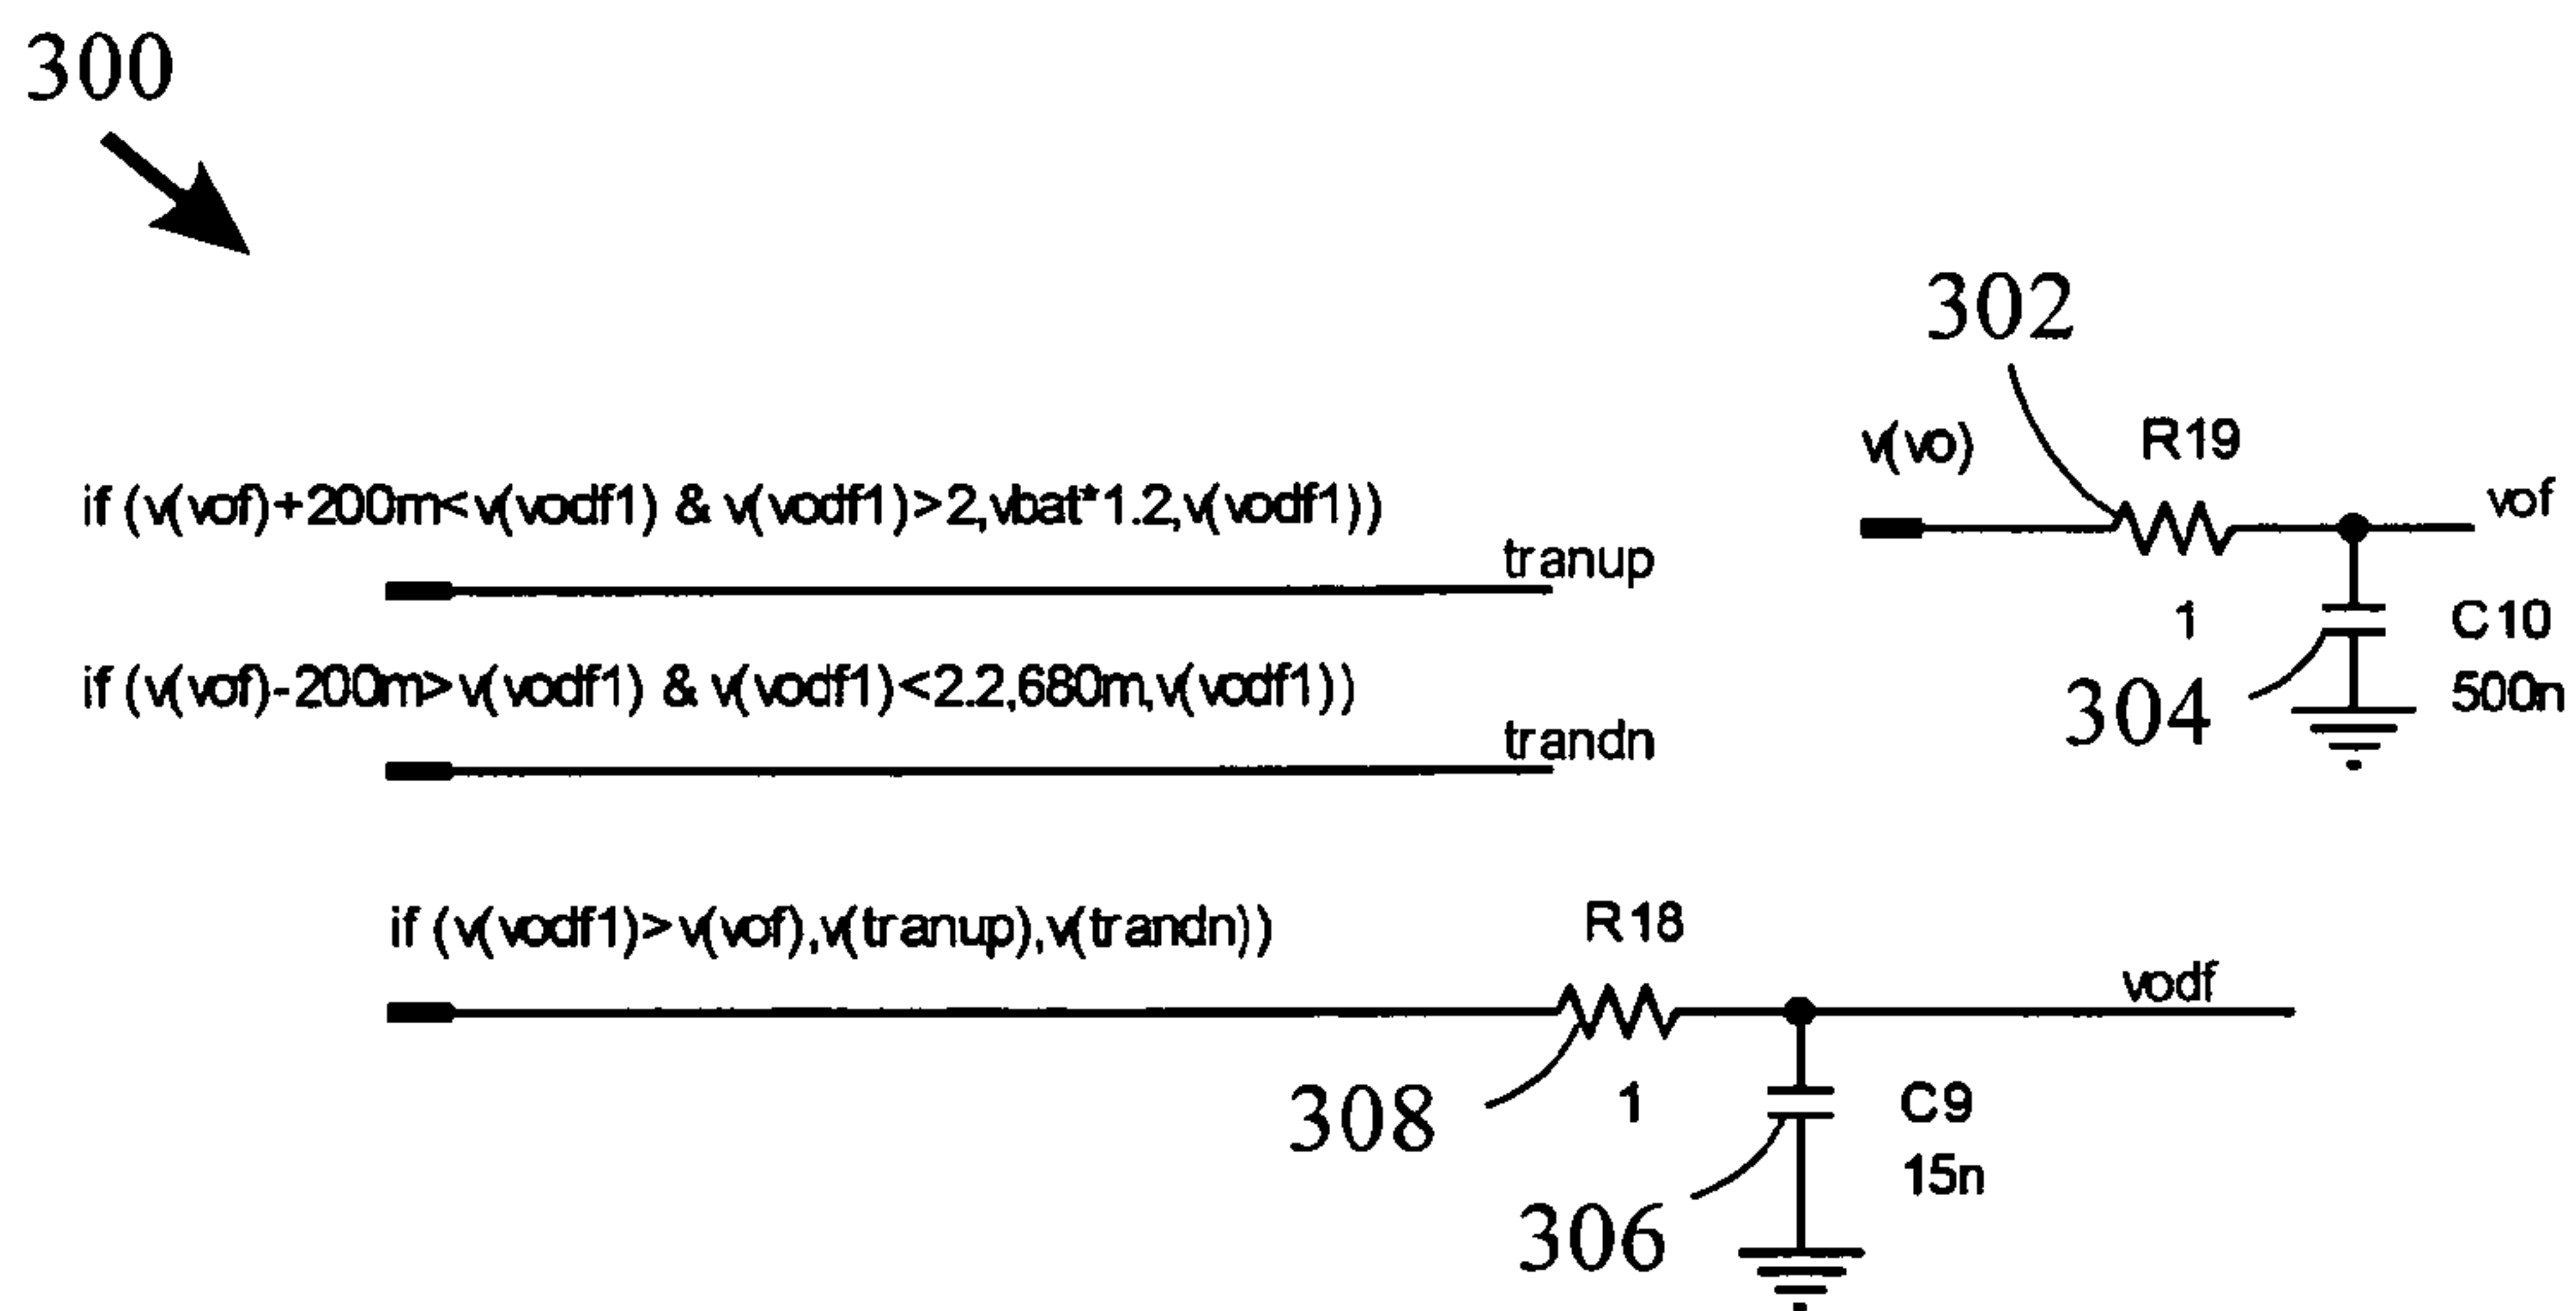 300
302
v(vo)
R19
vof
if (v(vof)+200m<v(vodf1) & v(vodf1)>2,vbat*1.2,v(vodf1))
tranup
1
C10
500n
304
if (v(vof)-200m>v(vodf1) & v(vodf1)<2.2,680m,v(vodf1))
trandn
if (v(vodf1)>v(vof),v(tranup),v(trandn))
R18
vodf
308
1
C9
15n
306